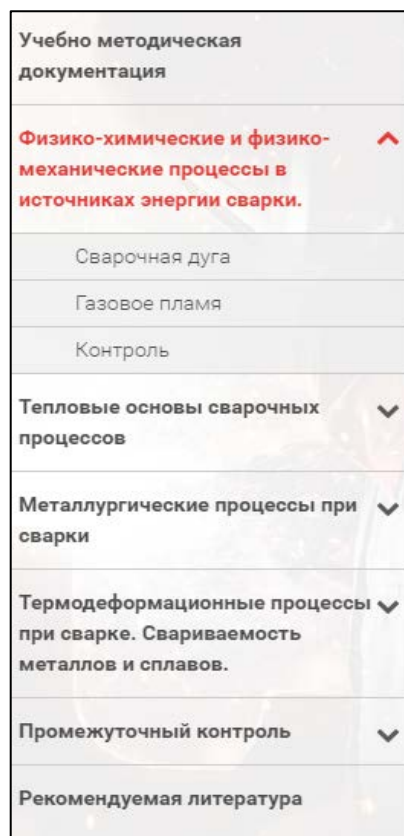 Учебно методическая
документация
Физико-химические и физико-
механические процессы в
источниках энергии сварки.
Сварочная дуга
Газовое пламя
Контроль
Тепловые основы сварочных
процессов
Металлургические процессы при
сварки
Термодеформационные процессы
при сварке. Свариваемость
металлов и сплавов.
Промежуточный контроль
Рекомендуемая литература